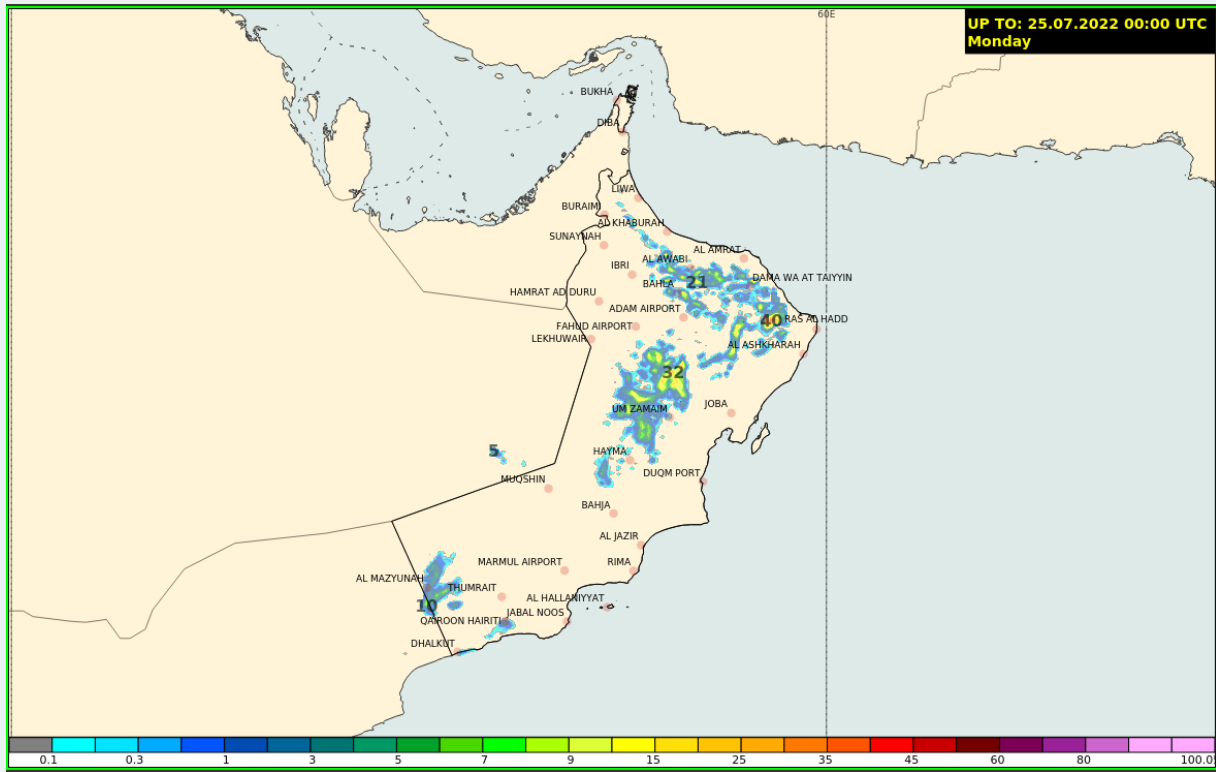 60E
UP TO: 25.07.2022 00:00 UTC
Monday
BUKHA
DIBA
LIWA
BURAIMI
AL KHABURAH
SUNAYNAH
AL AMRAT
AL AWABI
IBRI
DAMA WA AT TAIYYIN
BAHLA
21
HAMRAT AD DURU
ADAM AIRPORT
40
RAS AL HADD
FAHUD AIRPORT
LEKHUWAIR
AL ASHKHARAH
32
UM ZAMAIM
JOBA
5
HAYMA
DUQM PORT
MUQSHIN
BAHJA
AL JAZIR
MARMUL AIRPORT
RIMA
AL MAZYUNAH
THUMRAIT
AL HALLANIYYAT
10
JABAL NOOS
QAIROON HAIRITI
DHALKUT
0.1 0.3 1 3 5 7 9 15 25 35 45 60 80 100.0